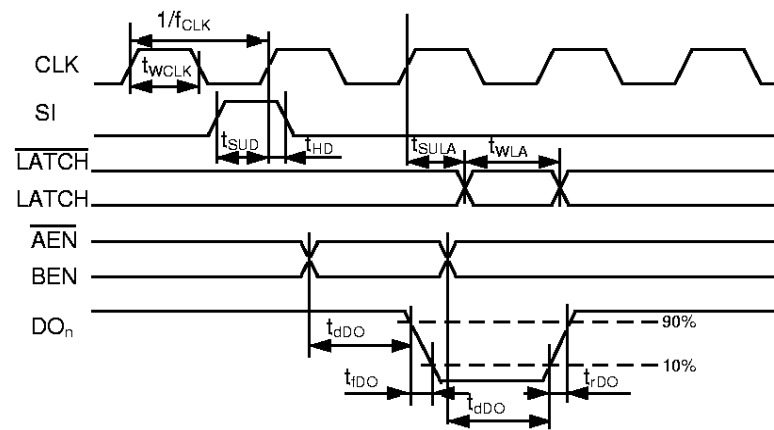 1/fCLK
CLK
tWCLK
SI
tSUD
tHD
tSULA
tWLA
LATCH
LATCH
AEN
BEN
DOn
tdDO
90%
10%
tfDO
tdDO
trDO